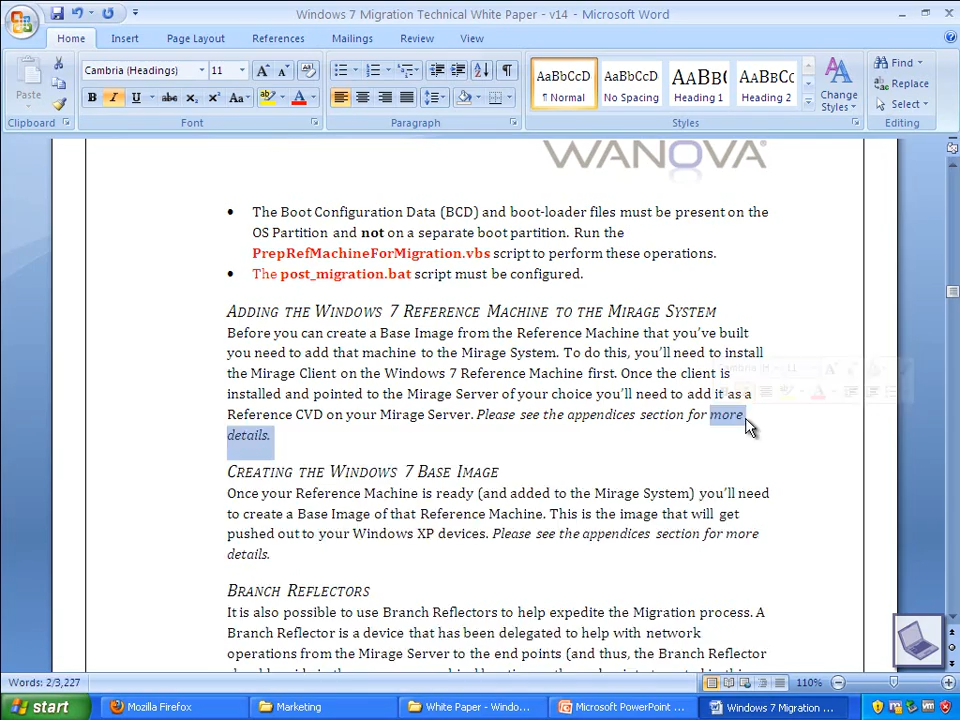 Windows 7 Migration Technical White Paper - v14 - Microsoft Word
Home Insert Page Layout References Mailings Review View
Paste
Clipboard
Cambria (Headings) 11
B I U abc x₂ x² Aa
Font
Paragraph
AaBbCcD AaBbCcD AaBb( AaBbC
¶ Normal No Spacing Heading 1 Heading 2
Change Styles
Styles
Find
Replace
Select
Editing
WANOVA
• The Boot Configuration Data (BCD) and boot-loader files must be present on the
OS Partition and not on a separate boot partition. Run the
PrepRefMachineForMigration.vbs script to perform these operations.
• The post_migration.bat script must be configured.
ADDING THE WINDOWS 7 REFERENCE MACHINE TO THE MIRAGE SYSTEM
Before you can create a Base Image from the Reference Machine that you've built
you need to add that machine to the Mirage System. To do this, you'll need to install
the Mirage Client on the Windows 7 Reference Machine first. Once the client is
installed and pointed to the Mirage Server of your choice you'll need to add it as a
Reference CVD on your Mirage Server. Please see the appendices section for more
details.
CREATING THE WINDOWS 7 BASE IMAGE
Once your Reference Machine is ready (and added to the Mirage System) you'll need
to create a Base Image of that Reference Machine. This is the image that will get
pushed out to your Windows XP devices. Please see the appendices section for more
details.
BRANCH REFLECTORS
It is also possible to use Branch Reflectors to help expedite the Migration process. A
Branch Reflector is a device that has been delegated to help with network
operations from the Mirage Server to the end points (and thus, the Branch Reflector
Words: 2/3,227 110%
start Mozilla Firefox Marketing White Paper - Windo... Microsoft PowerPoint ... Windows 7 Migration ...